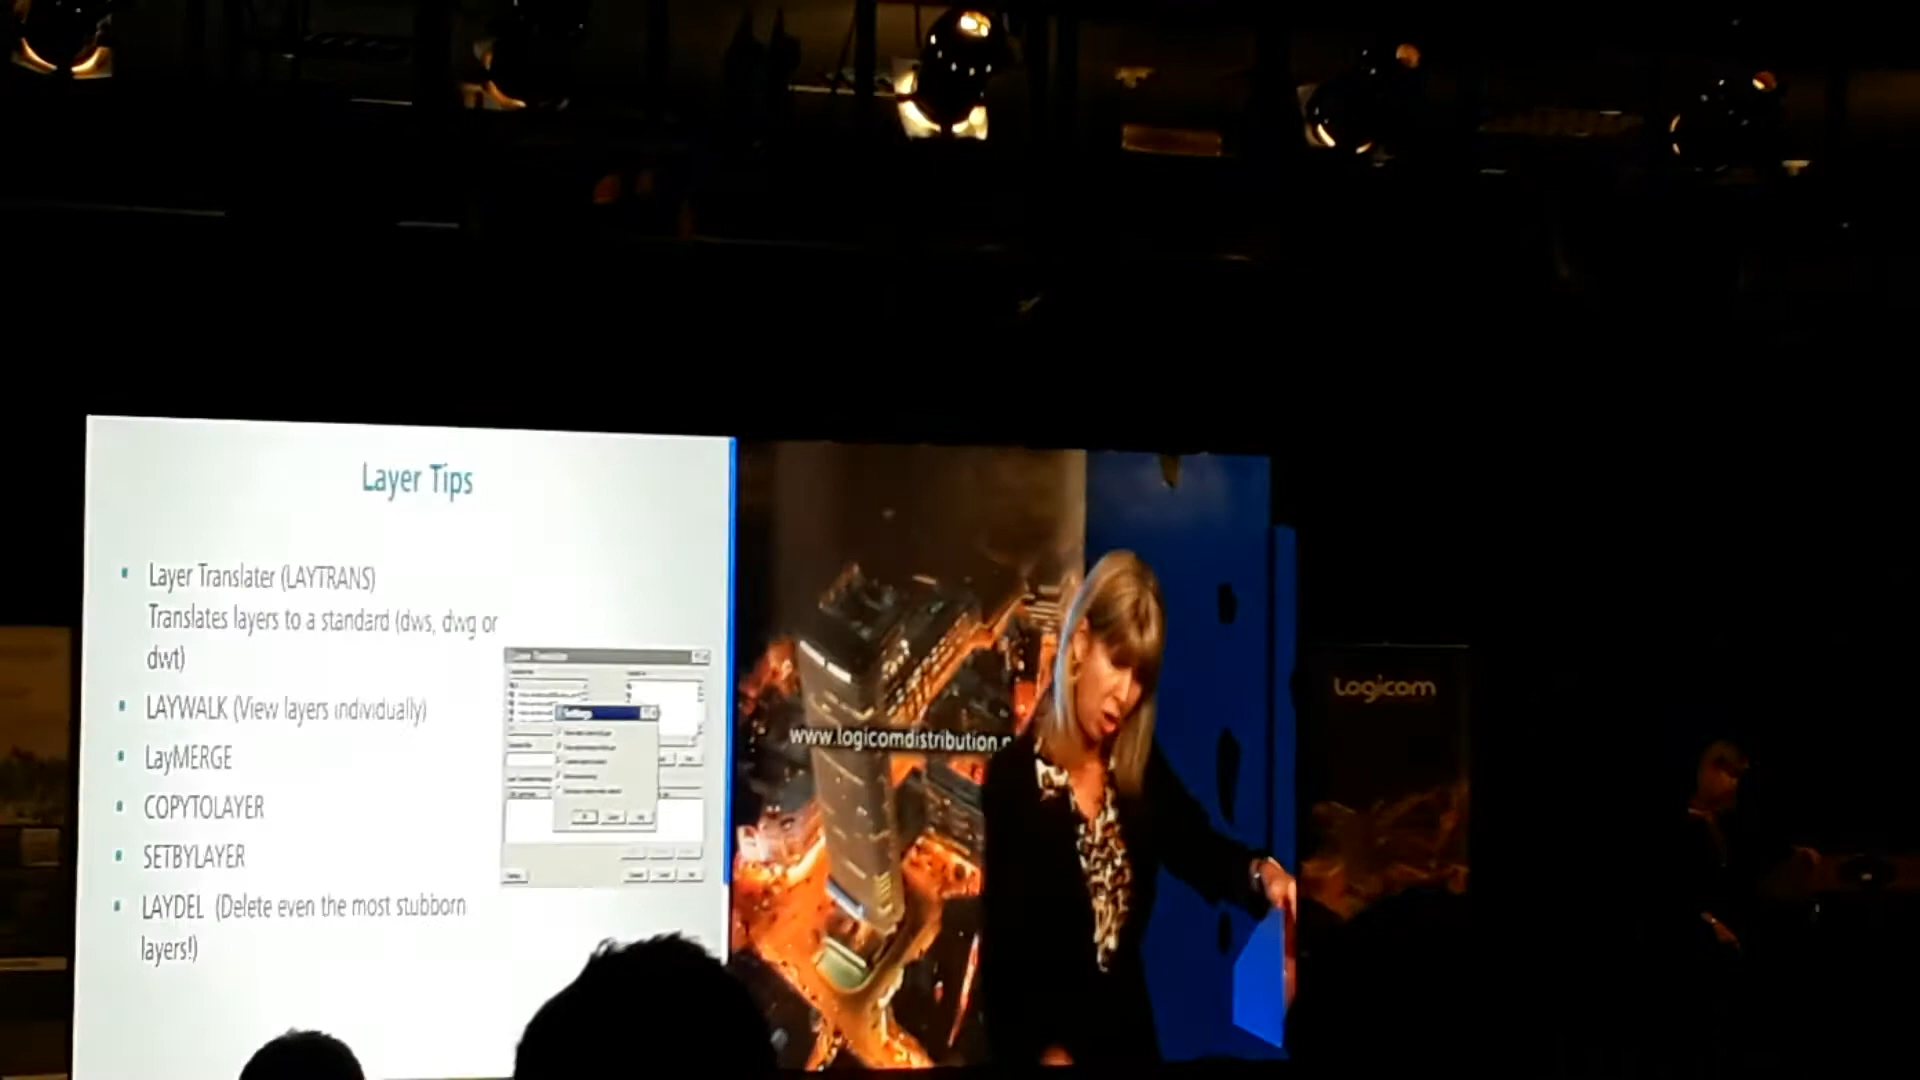 Layer Tips
Layer Translater (LAYTRANS)
Translates layers to a standard (dws, dwg or
dwt)
LAYWALK (View layers individually)
LayMERGE
COPYTOLAYER
SETBYLAYER
LAYDEL (Delete even the most stubborn
layers!)
Settings
www.logicomdistribution.
Logicom